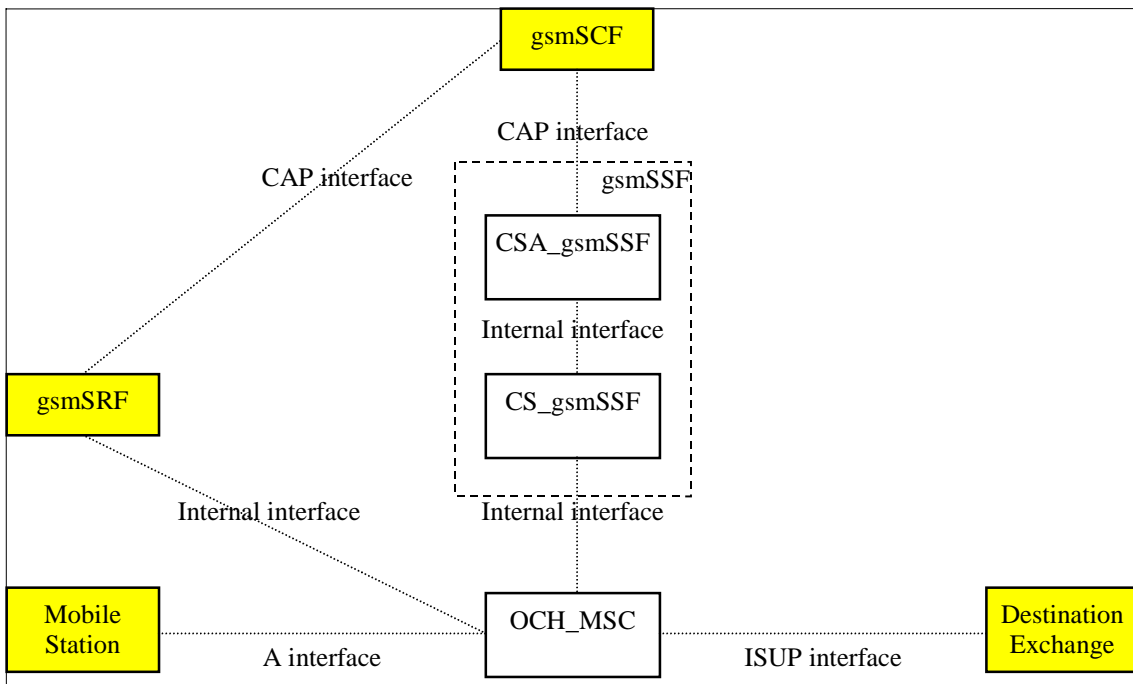 gsmSCF
CAP interface
CAP interface
gsmSSF
CSA_gsmSSF
Internal interface
gsmSRF
CS_gsmSSF
Internal interface
Internal interface
Mobile
Station
OCH_MSC
Destination
Exchange
A interface
ISUP interface